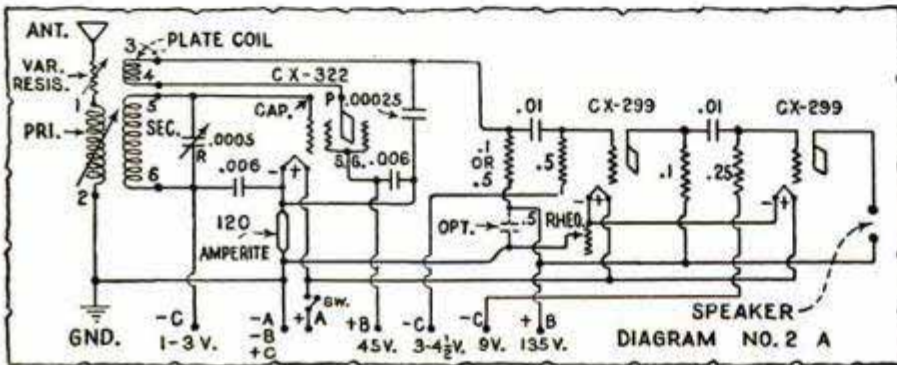 ANT.
3
PLATE COIL
4
CX-322
VAR.
RESIS.
1
PRI.
2
5
SEC.
.0005
R
6
CAP.
P
.00025
.006
S.G.
.006
- +
120
AMPERITE
.01
CX-299
.01
CX-299
.1
OR
.5
.5
.1
.25
OPT.
.5
RHEO.
- +
- +
SW.
SPEAKER
GND.
-C
1-3 V.
-A
-B
+C
+A
+B
45V.
-C
3-4½V.
-C
9V.
+B
135V.
DIAGRAM NO. 2 A